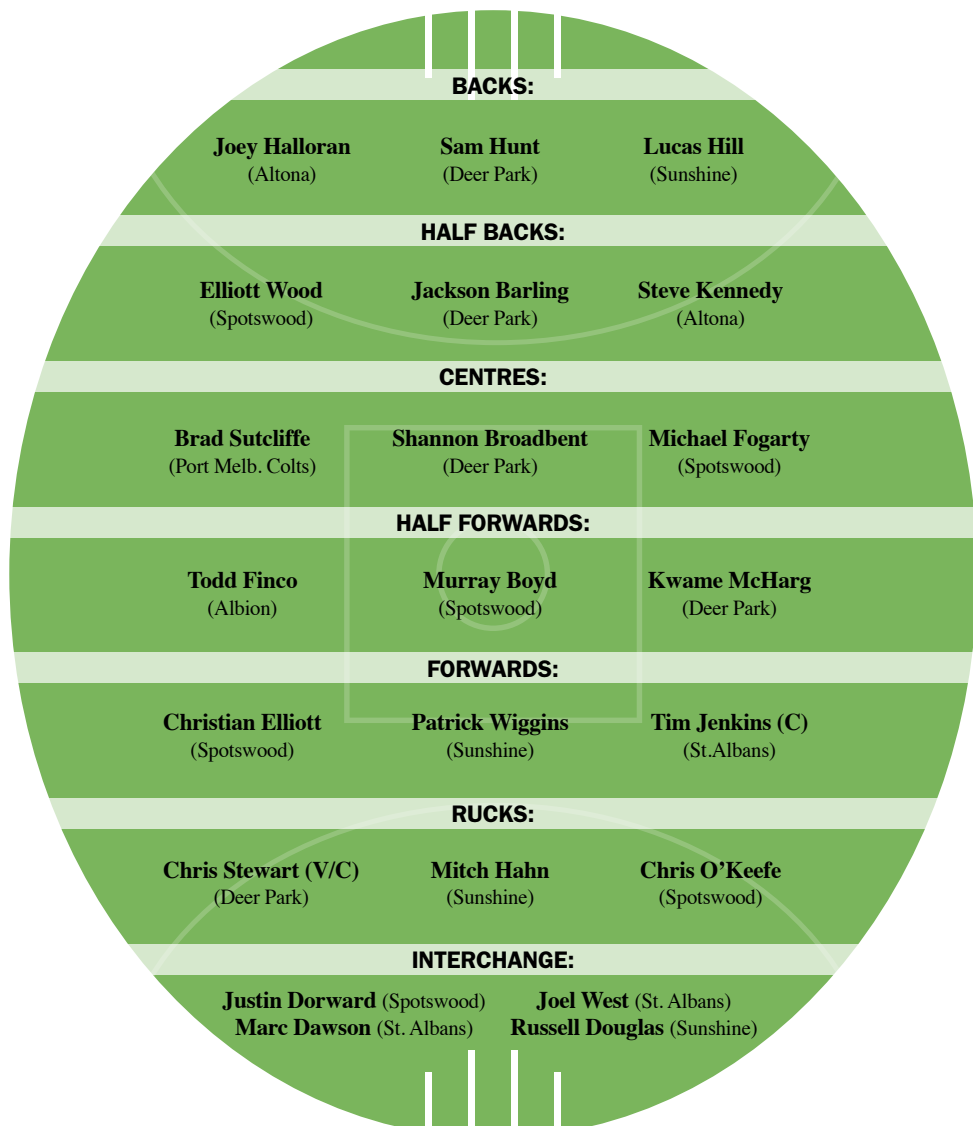 BACKS:
Joey Halloran Sam Hunt Lucas Hill
(Altona) (Deer Park) (Sunshine)
HALF BACKS:
Elliott Wood Jackson Barling Steve Kennedy
(Spotswood) (Deer Park) (Altona)
CENTRES:
Brad Sutcliffe Shannon Broadbent Michael Fogarty
(Port Melb. Colts) (Deer Park) (Spotswood)
HALF FORWARDS:
Todd Finco Murray Boyd Kwame McHarg
(Albion) (Spotswood) (Deer Park)
FORWARDS:
Christian Elliott Patrick Wiggins Tim Jenkins (C)
(Spotswood) (Sunshine) (St.Albans)
RUCKS:
Chris Stewart (V/C) Mitch Hahn Chris O’Keefe
(Deer Park) (Sunshine) (Spotswood)
INTERCHANGE:
Justin Dorward (Spotswood) Joel West (St. Albans)
Marc Dawson (St. Albans) Russell Douglas (Sunshine)